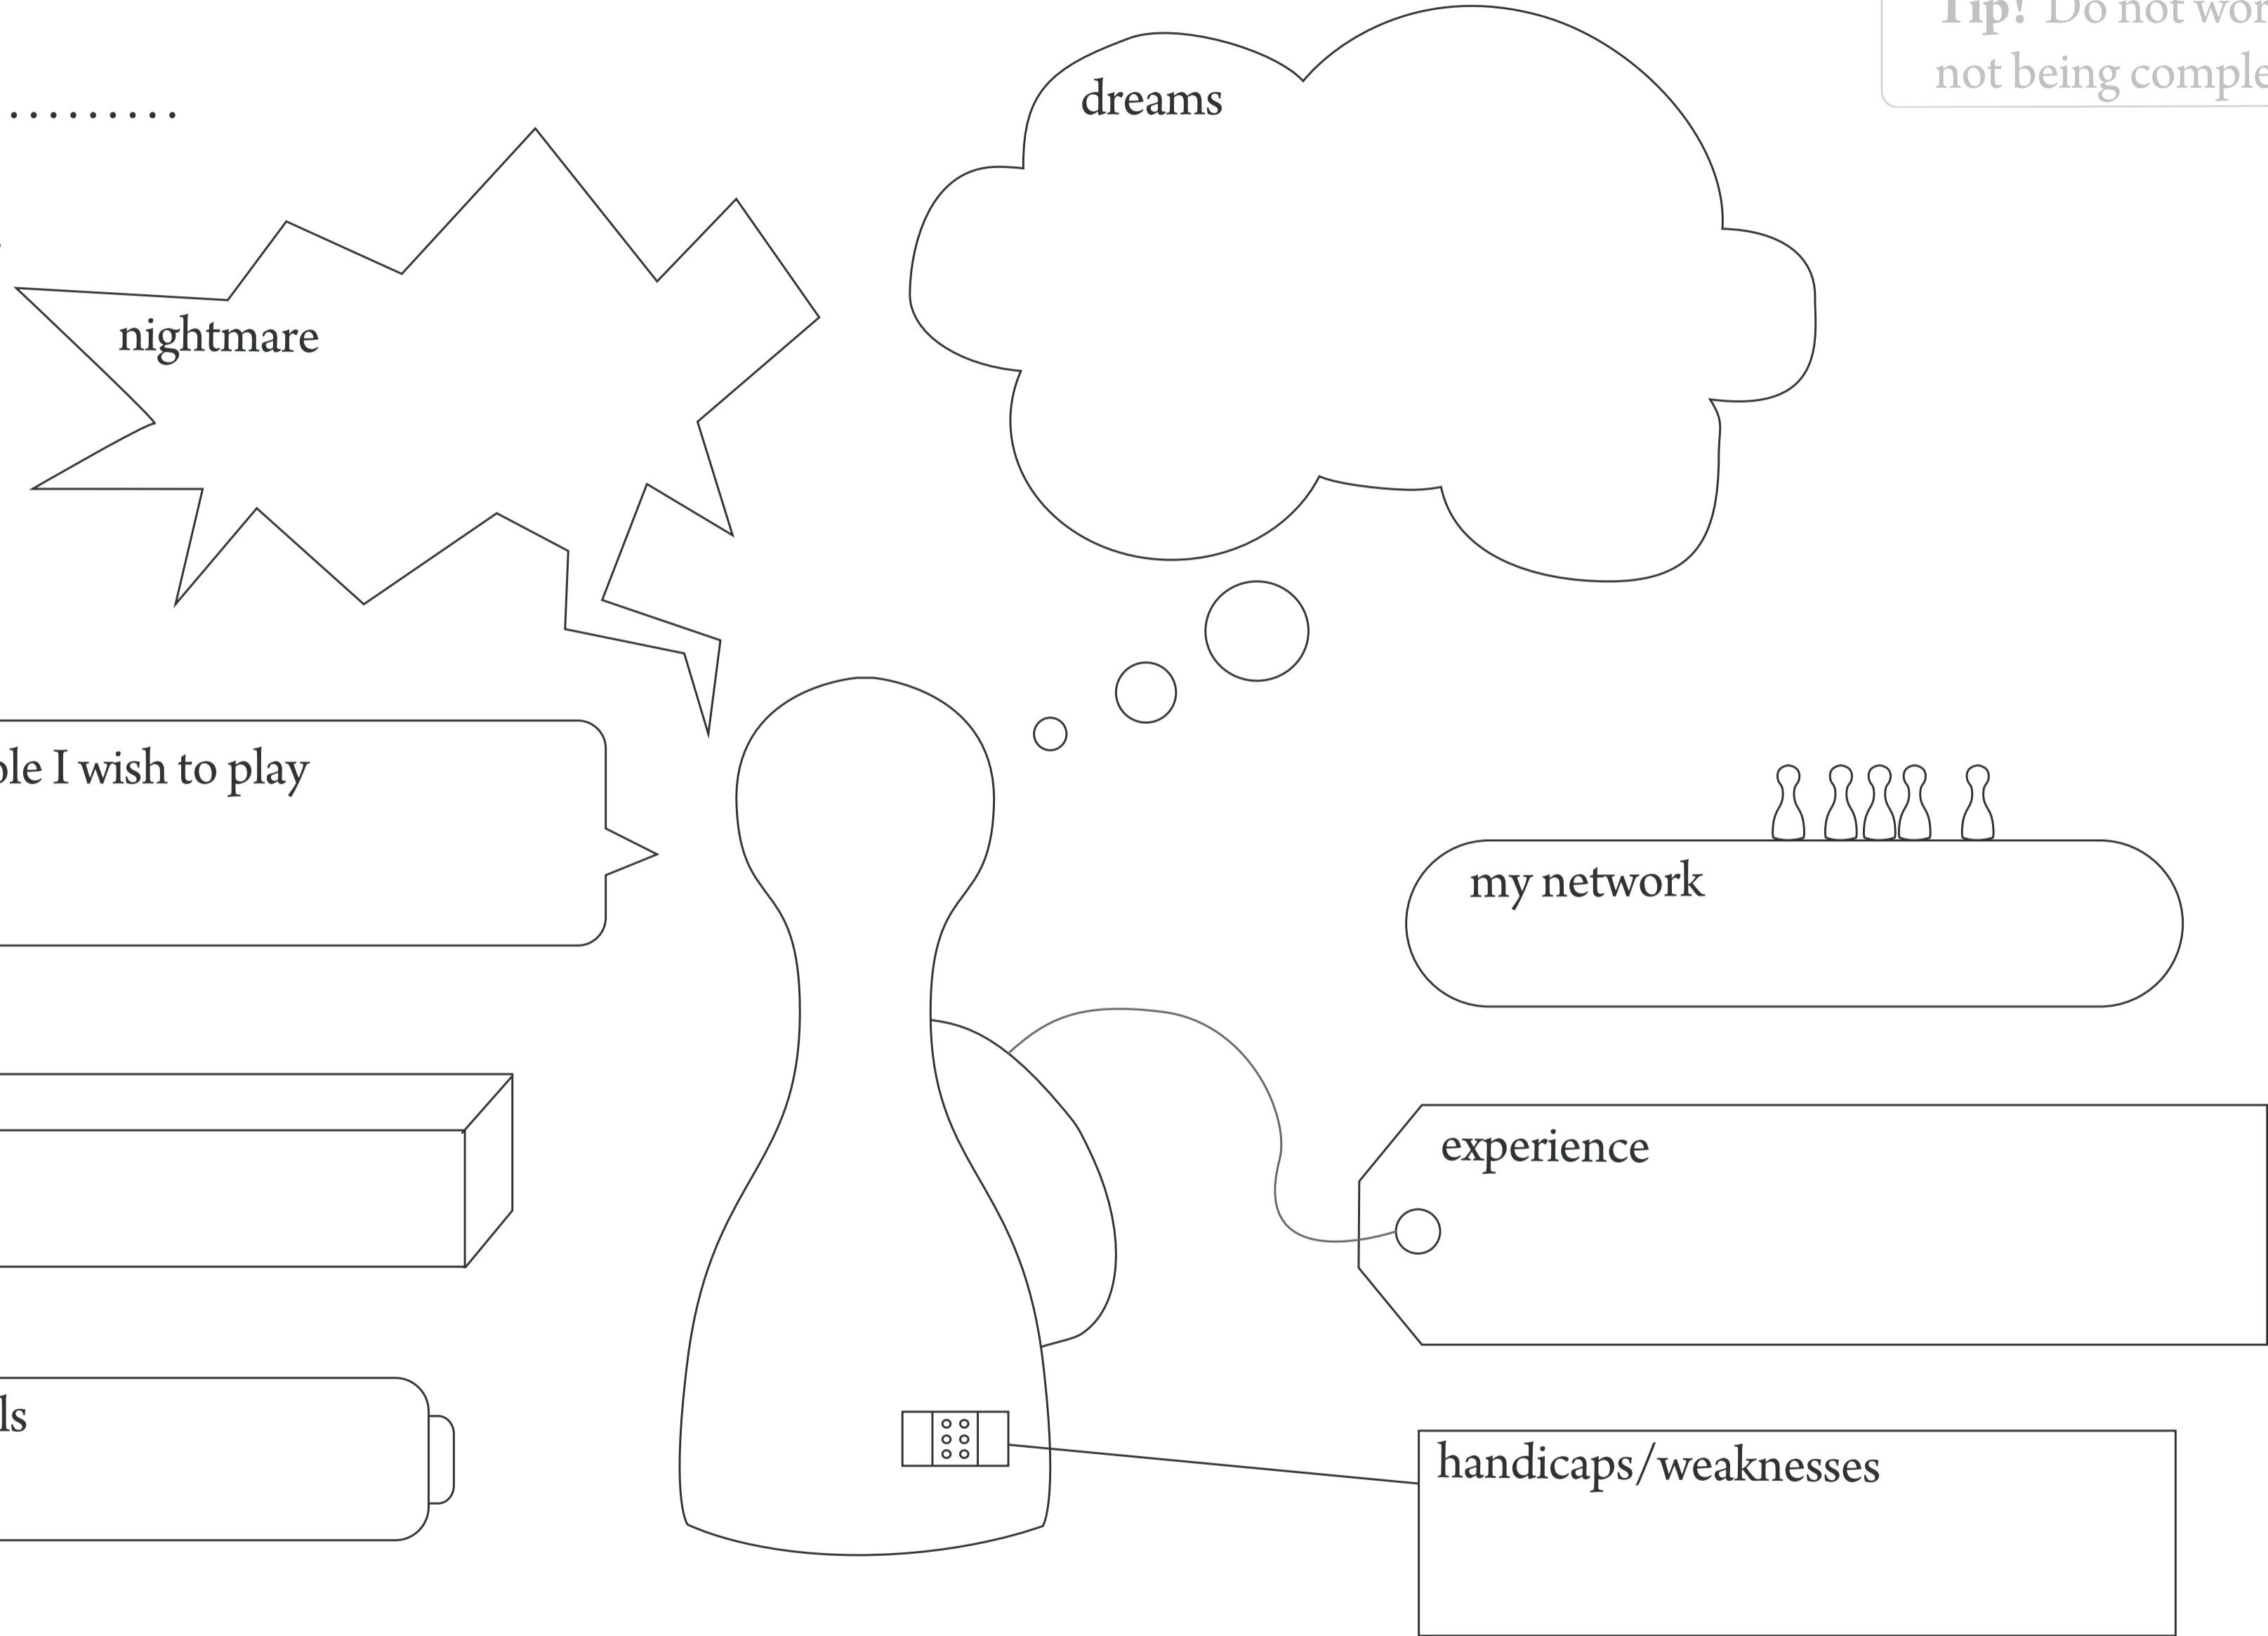 Tip! Do not wor
not being comple
dreams
nightmare
ole I wish to play
my network
experience
ls
handicaps/weaknesses